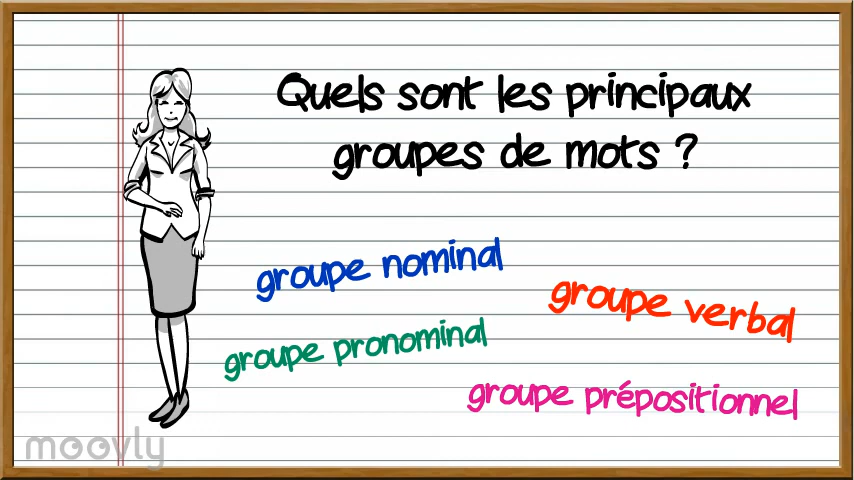 Quels sont les principaux
groupes de mots ?
groupe nominal
groupe verbal
groupe pronominal
groupe prépositionnel
moovly